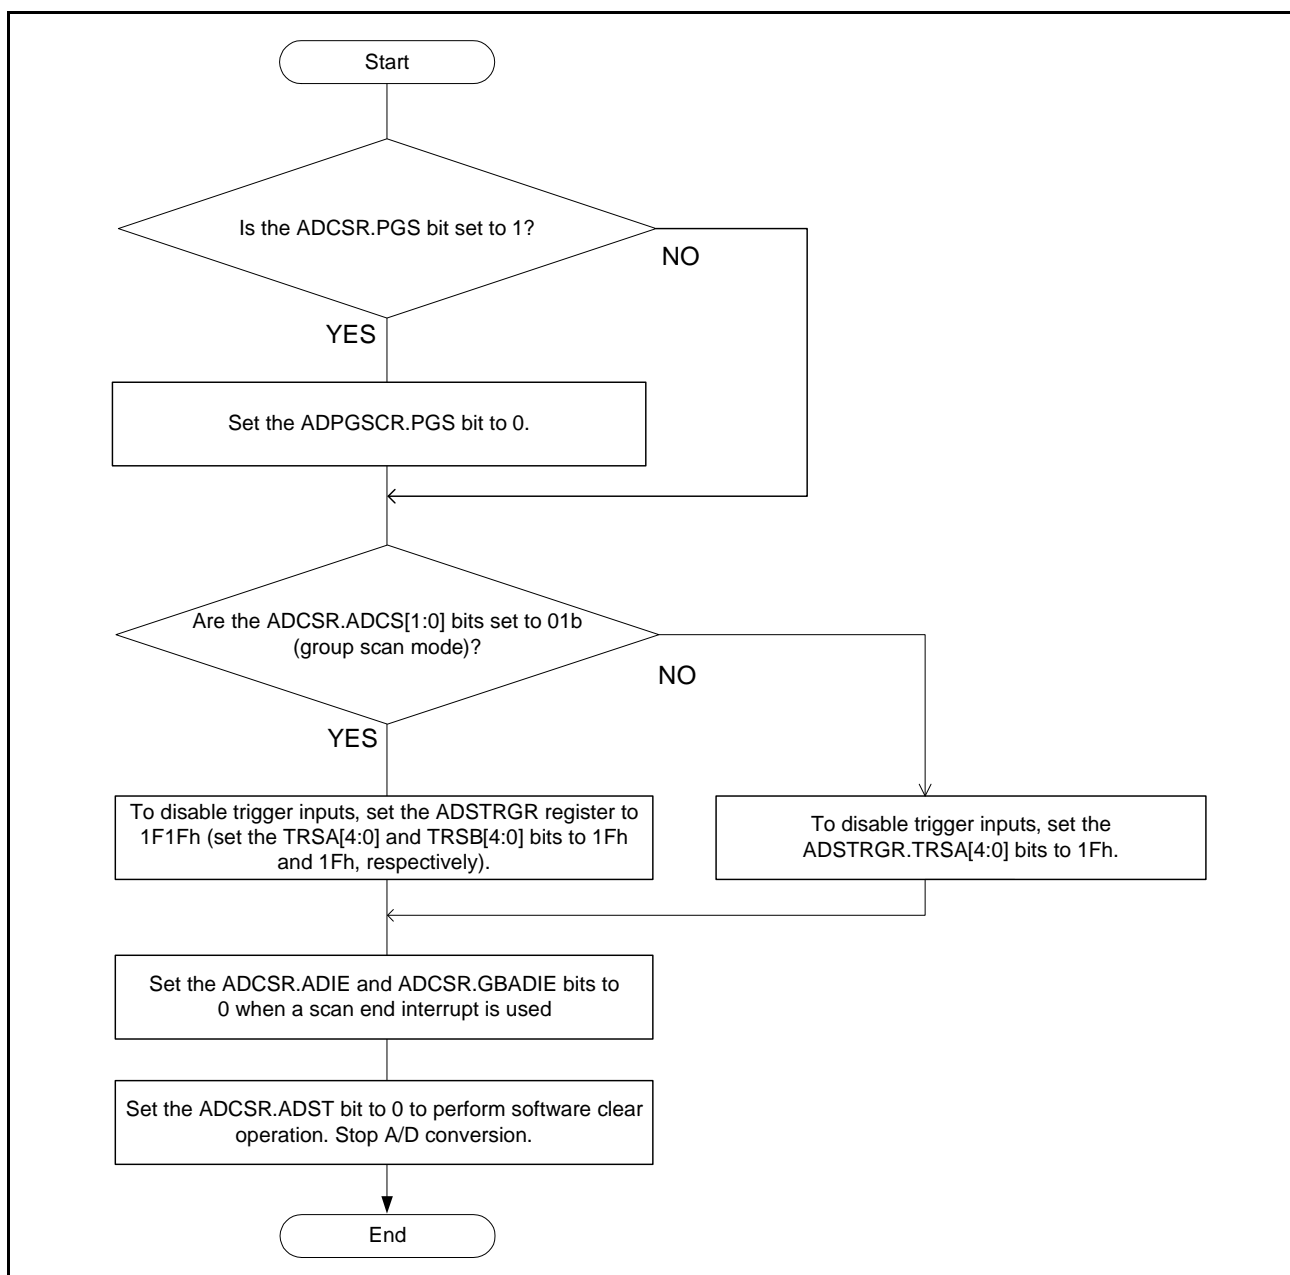 Start
Is the ADCSR.PGS bit set to 1?
NO
YES
Set the ADPGSCR.PGS bit to 0.
Are the ADCSR.ADCS[1:0] bits set to 01b
(group scan mode)?
NO
YES
To disable trigger inputs, set the ADSTRGR register to
1F1Fh (set the TRSA[4:0] and TRSB[4:0] bits to 1Fh
and 1Fh, respectively).
To disable trigger inputs, set the
ADSTRGR.TRSA[4:0] bits to 1Fh.
Set the ADCSR.ADIE and ADCSR.GBADIE bits to
0 when a scan end interrupt is used
Set the ADCSR.ADST bit to 0 to perform software clear
operation. Stop A/D conversion.
End